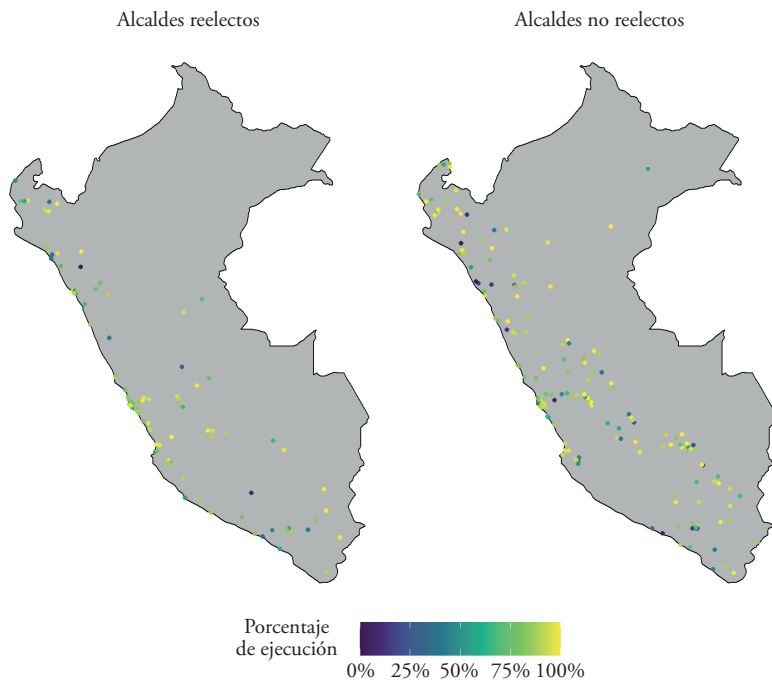 Alcaldes reelectos
Alcaldes no reelectos
Porcentaje
de ejecución
0% 25% 50% 75% 100%